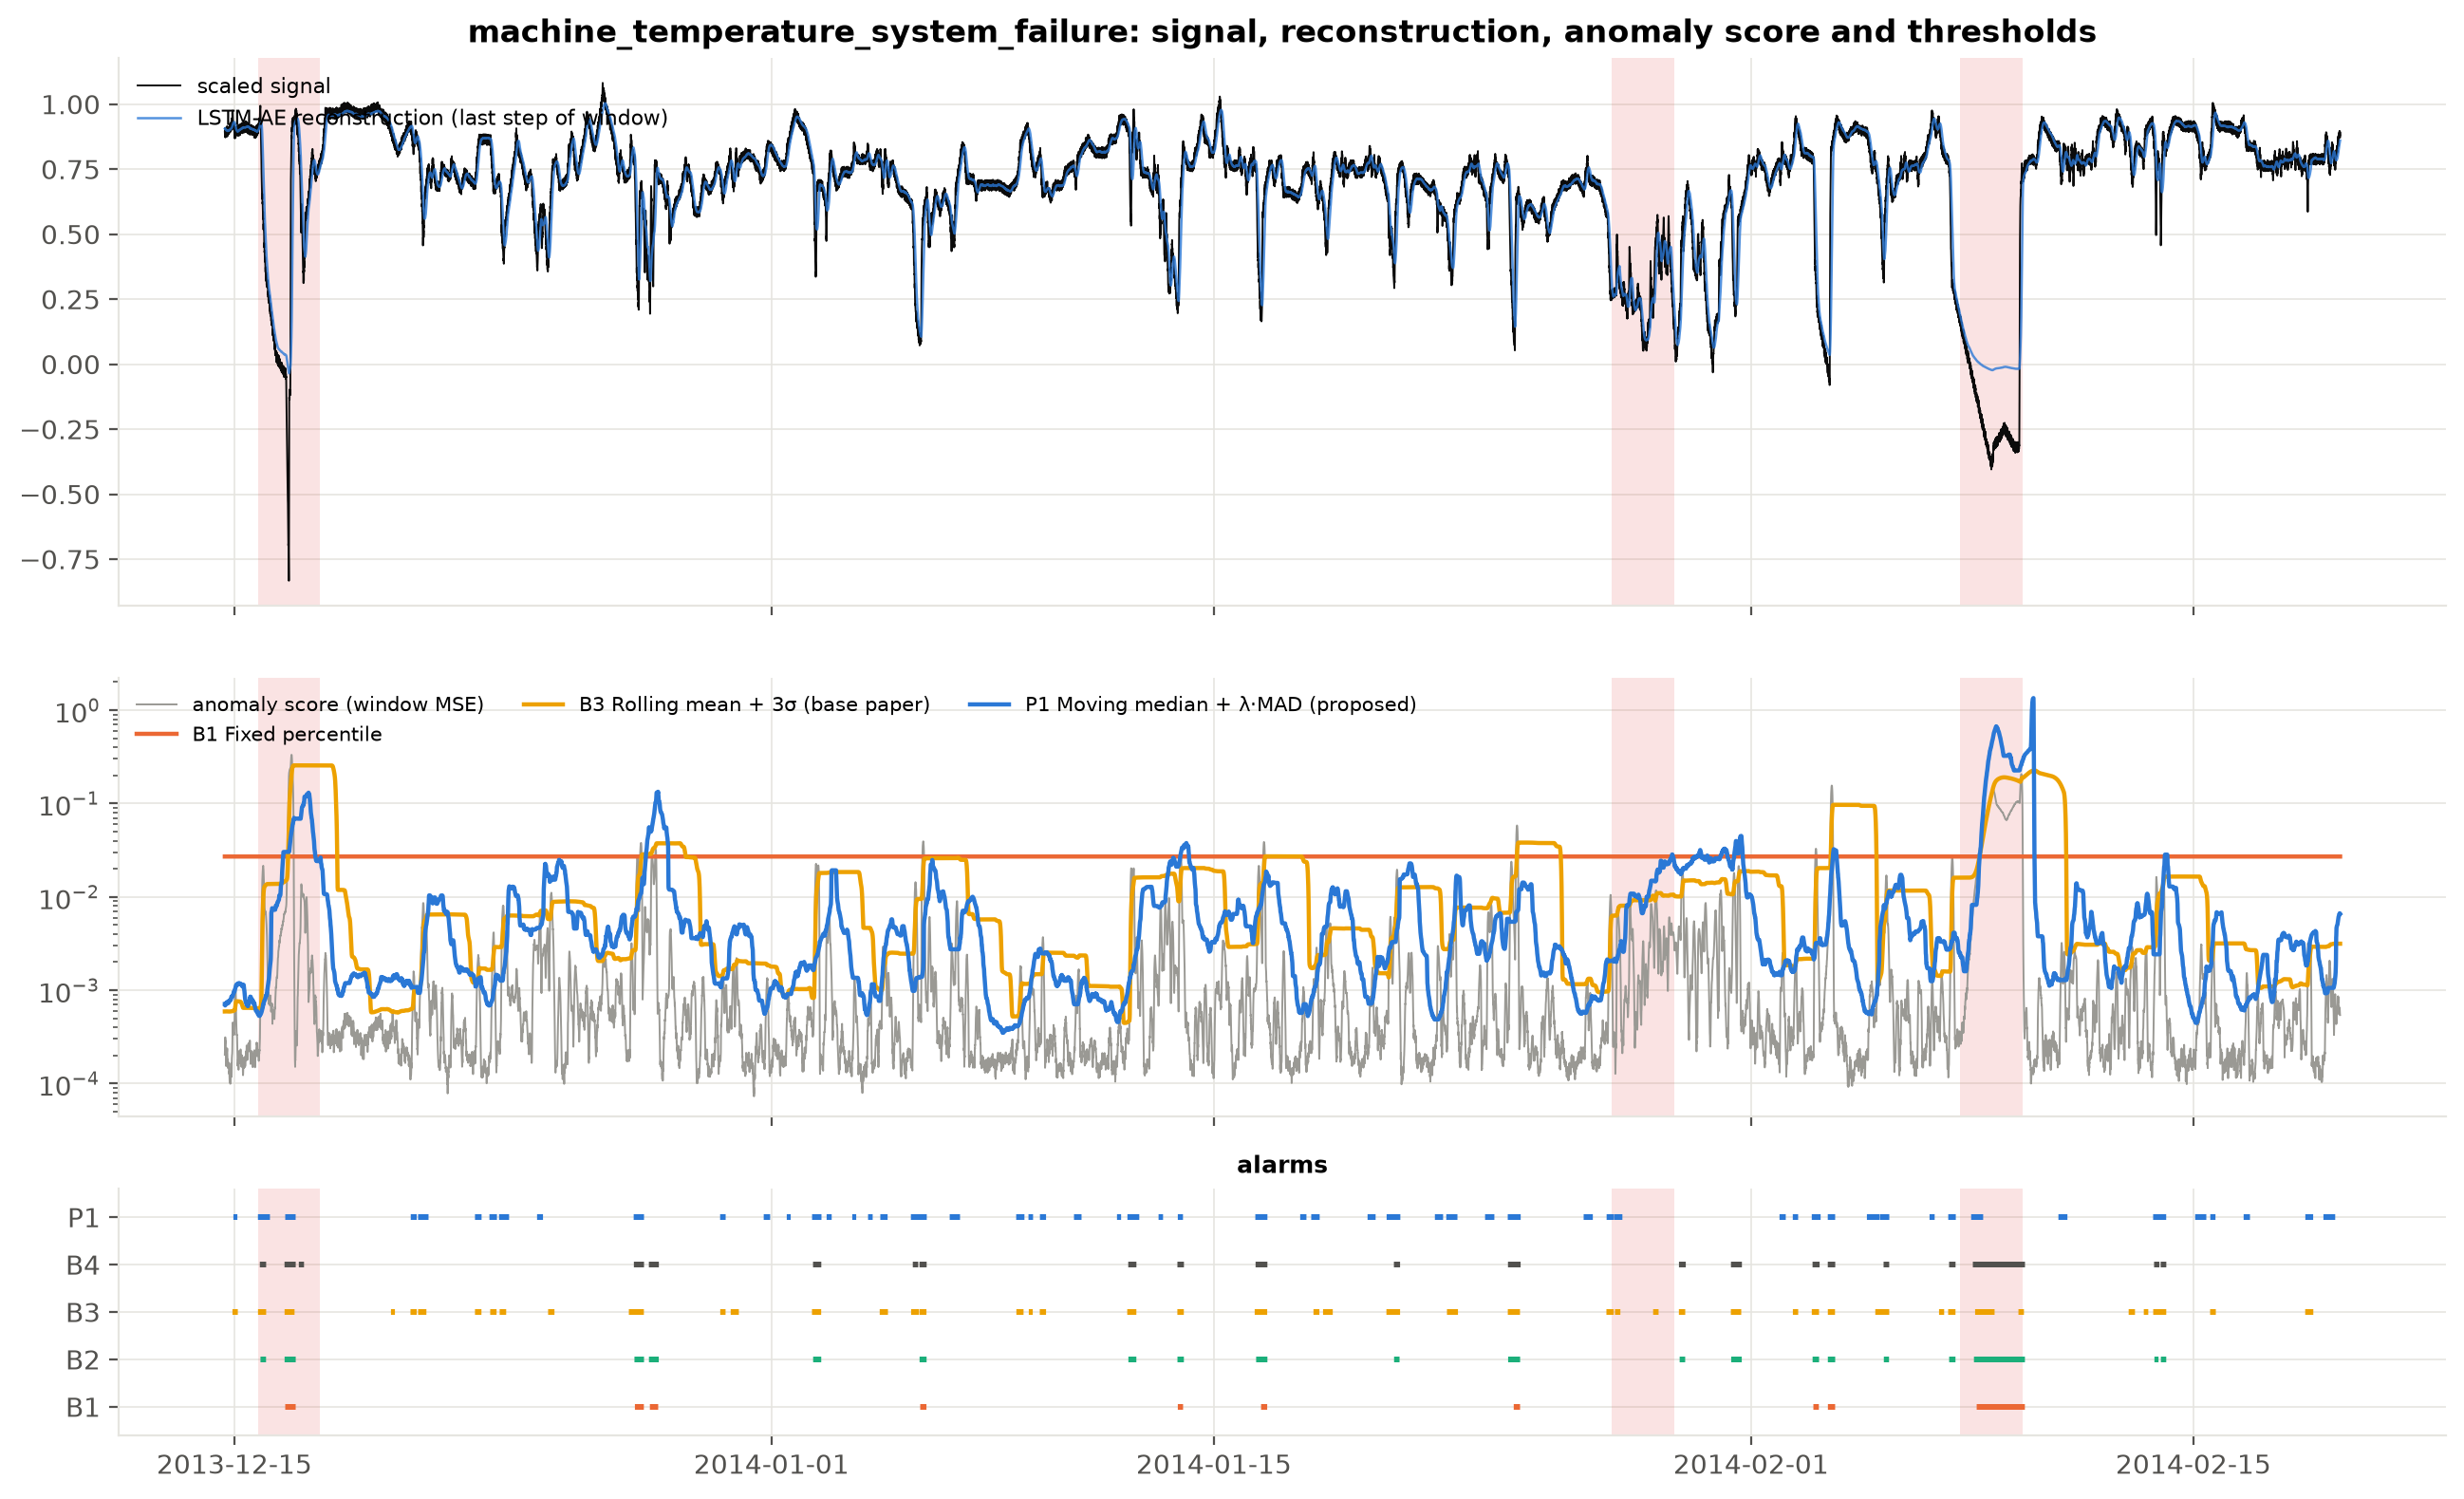 machine_temperature_system_failure: signal, reconstruction, anomaly score and thresholds
scaled signal
LSTM-AE reconstruction (last step of window)
1.00
0.75
0.50
0.25
0.00
−0.25
−0.50
−0.75
anomaly score (window MSE)
B1 Fixed percentile
B3 Rolling mean + 3σ (base paper)
P1 Moving median + λ·MAD (proposed)
10⁰
10⁻¹
10⁻²
10⁻³
10⁻⁴
alarms
P1
B4
B3
B2
B1
2013-12-15
2014-01-01
2014-01-15
2014-02-01
2014-02-15